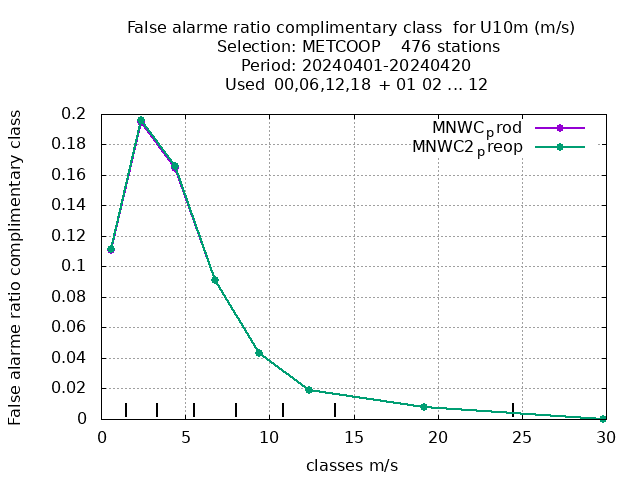 False alarme ratio complimentary class  for U10m (m/s)
Selection: METCOOP    476 stations
Period: 20240401-20240420
Used  00,06,12,18  + 01 02 ... 12
False alarme ratio complimentary class
0.2
0.18
0.16
0.14
0.12
0.1
0.08
0.06
0.04
0.02
0
MNWCprod
MNWC2preop
0 5 10 15 20 25 30
classes m/s